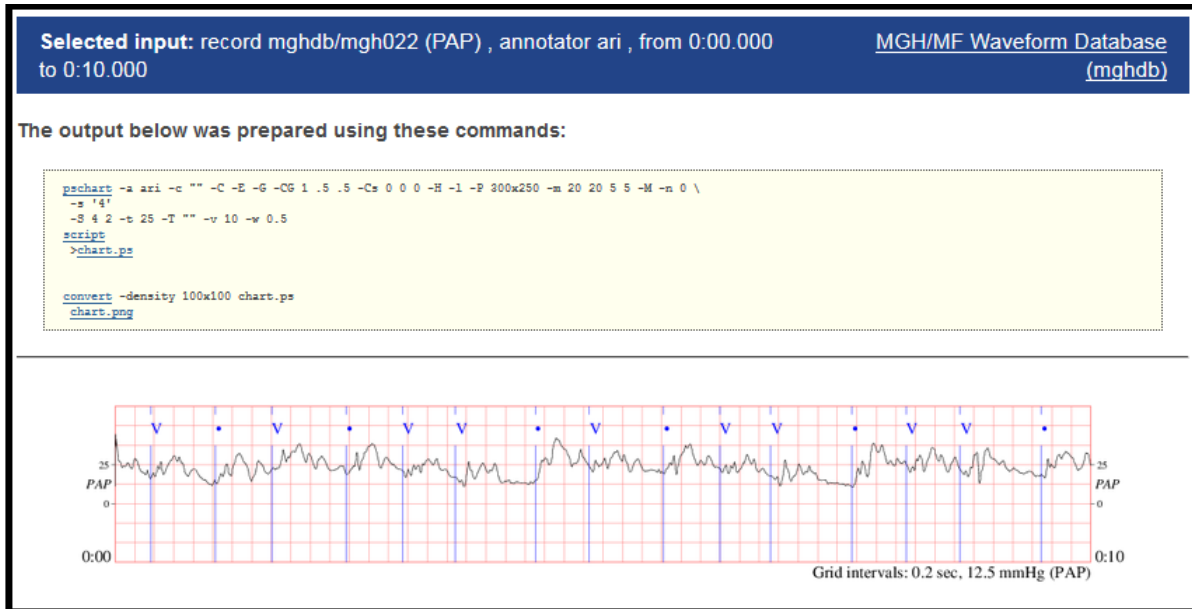 Selected input: record mghdb/mgh022 (PAP) , annotator ari , from 0:00.000
to 0:10.000
MGH/MF Waveform Database
(mghdb)
The output below was prepared using these commands:
pschart -a ari -c "" -C -E -G -CG 1 .5 .5 -Cs 0 0 0 -H -l -P 300x250 -m 20 20 5 5 -M -n 0 \
-s '4'
-S 4 2 -t 25 -T "" -v 10 -w 0.5
script
>chart.ps
convert -density 100x100 chart.ps
chart.png
V • V • V V • V • V V • V V •
25 25
PAP PAP
0 0
0:00 0:10
Grid intervals: 0.2 sec, 12.5 mmHg (PAP)